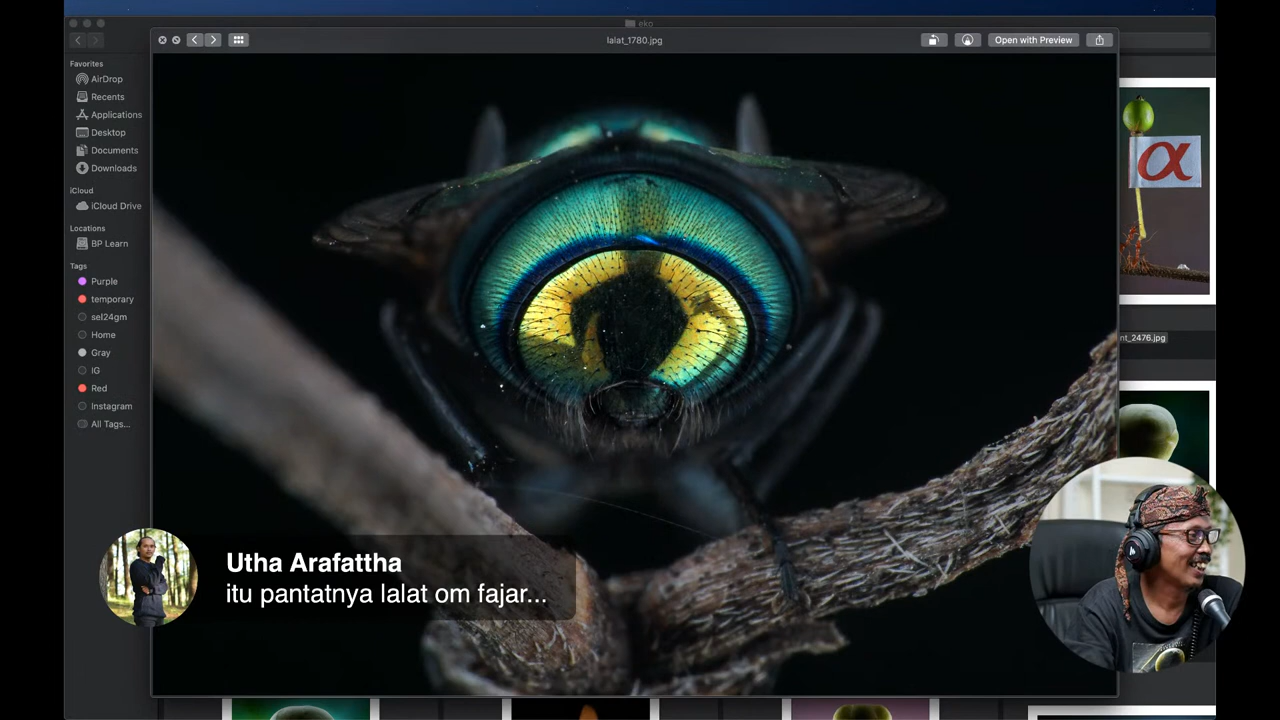 eko
lalat_1780.jpg
Open with Preview
Favorites
AirDrop
Recents
Applications
Desktop
Documents
Downloads
iCloud
iCloud Drive
Locations
BP Learn
Tags
Purple
temporary
sel24gm
Home
Gray
IG
Red
Instagram
All Tags...
α
nt_2476.jpg
Utha Arafattha
itu pantatnya lalat om fajar...